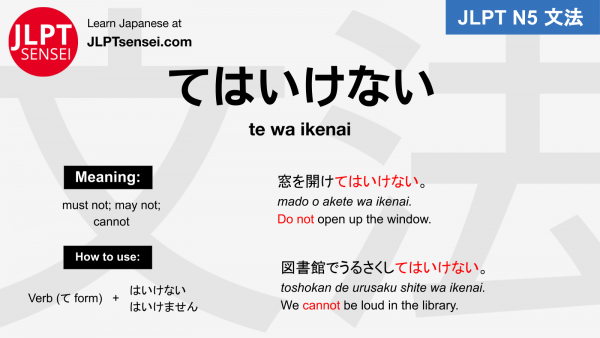 JLPT
SENSEI
Learn Japanese at
JLPTsensei.com
JLPT N5 文法
てはいけない
te wa ikenai
Meaning:
must not; may not;
cannot
How to use:
Verb (て form) + はいけない
はいけません
窓を開けてはいけない。
mado o akete wa ikenai.
Do not open up the window.
図書館でうるさくしてはいけない。
toshokan de urusaku shite wa ikenai.
We cannot be loud in the library.
文法